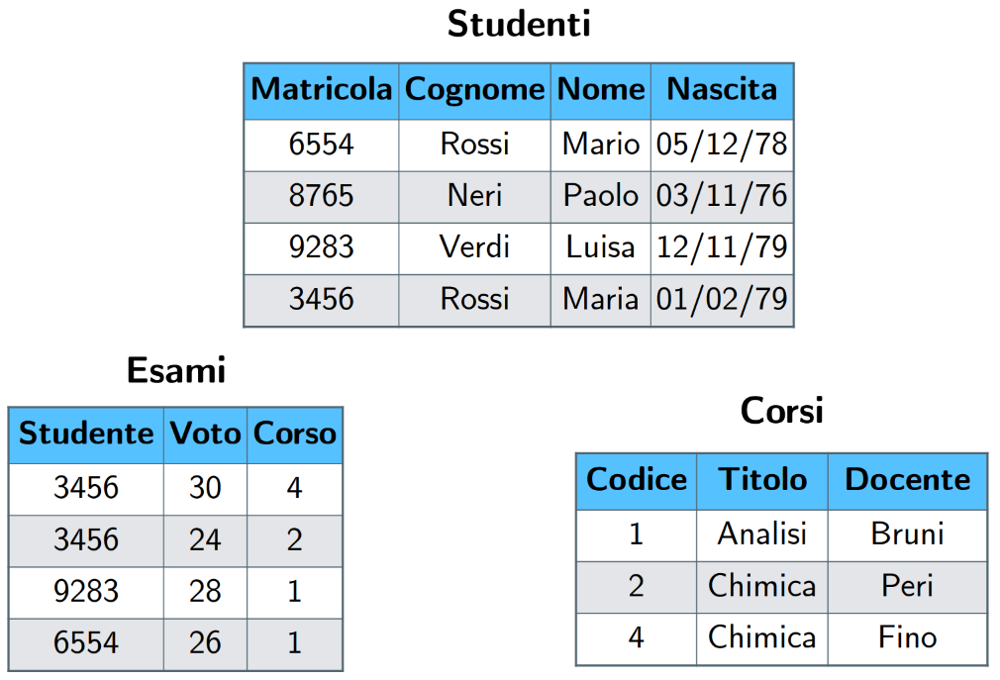 Studenti
Matricola Cognome Nome Nascita
6554 Rossi Mario 05/12/78
8765 Neri Paolo 03/11/76
9283 Verdi Luisa 12/11/79
3456 Rossi Maria 01/02/79
Esami
Studente Voto Corso
3456 30 4
3456 24 2
9283 28 1
6554 26 1
Corsi
Codice Titolo Docente
1 Analisi Bruni
2 Chimica Peri
4 Chimica Fino